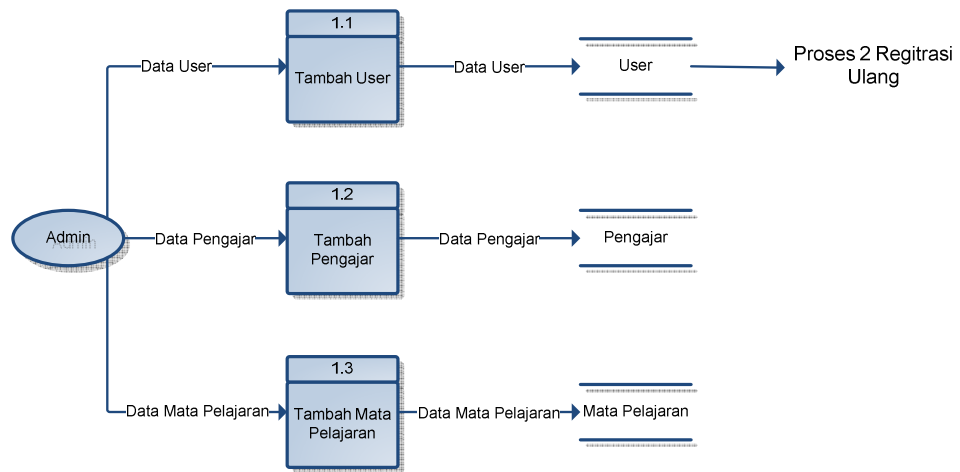 1.1
Data User
Tambah User
Data User
User
Proses 2 Regitrasi
Ulang
1.2
Admin
Data Pengajar
Tambah
Pengajar
Data Pengajar
Pengajar
1.3
Data Mata Pelajaran
Tambah Mata
Pelajaran
Data Mata Pelajaran
Mata Pelajaran